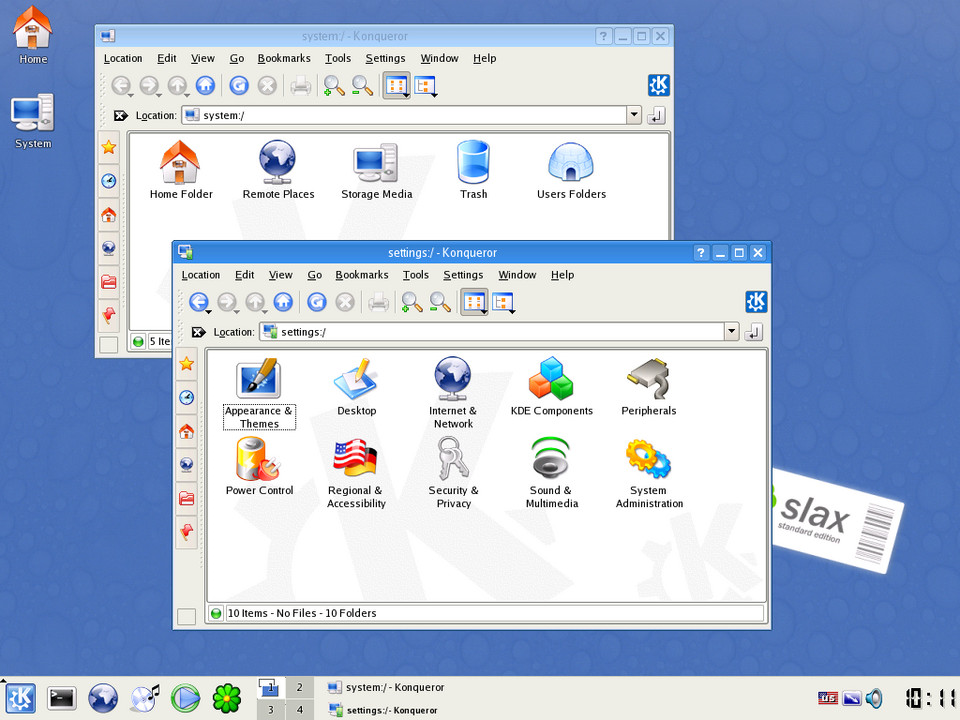 Home
System
system:/ - Konqueror
Location Edit View Go Bookmarks Tools Settings Window Help
Location: system:/
Home Folder Remote Places Storage Media Trash Users Folders
5 Ite
settings:/ - Konqueror
Location Edit View Go Bookmarks Tools Settings Window Help
Location: settings:/
Appearance & Themes
Desktop
Internet & Network
KDE Components
Peripherals
Power Control
Regional & Accessibility
Security & Privacy
Sound & Multimedia
System Administration
10 Items - No Files - 10 Folders
slax
standard edition
1 2
3 4
system:/ - Konqueror
settings:/ - Konqueror
us
10:11